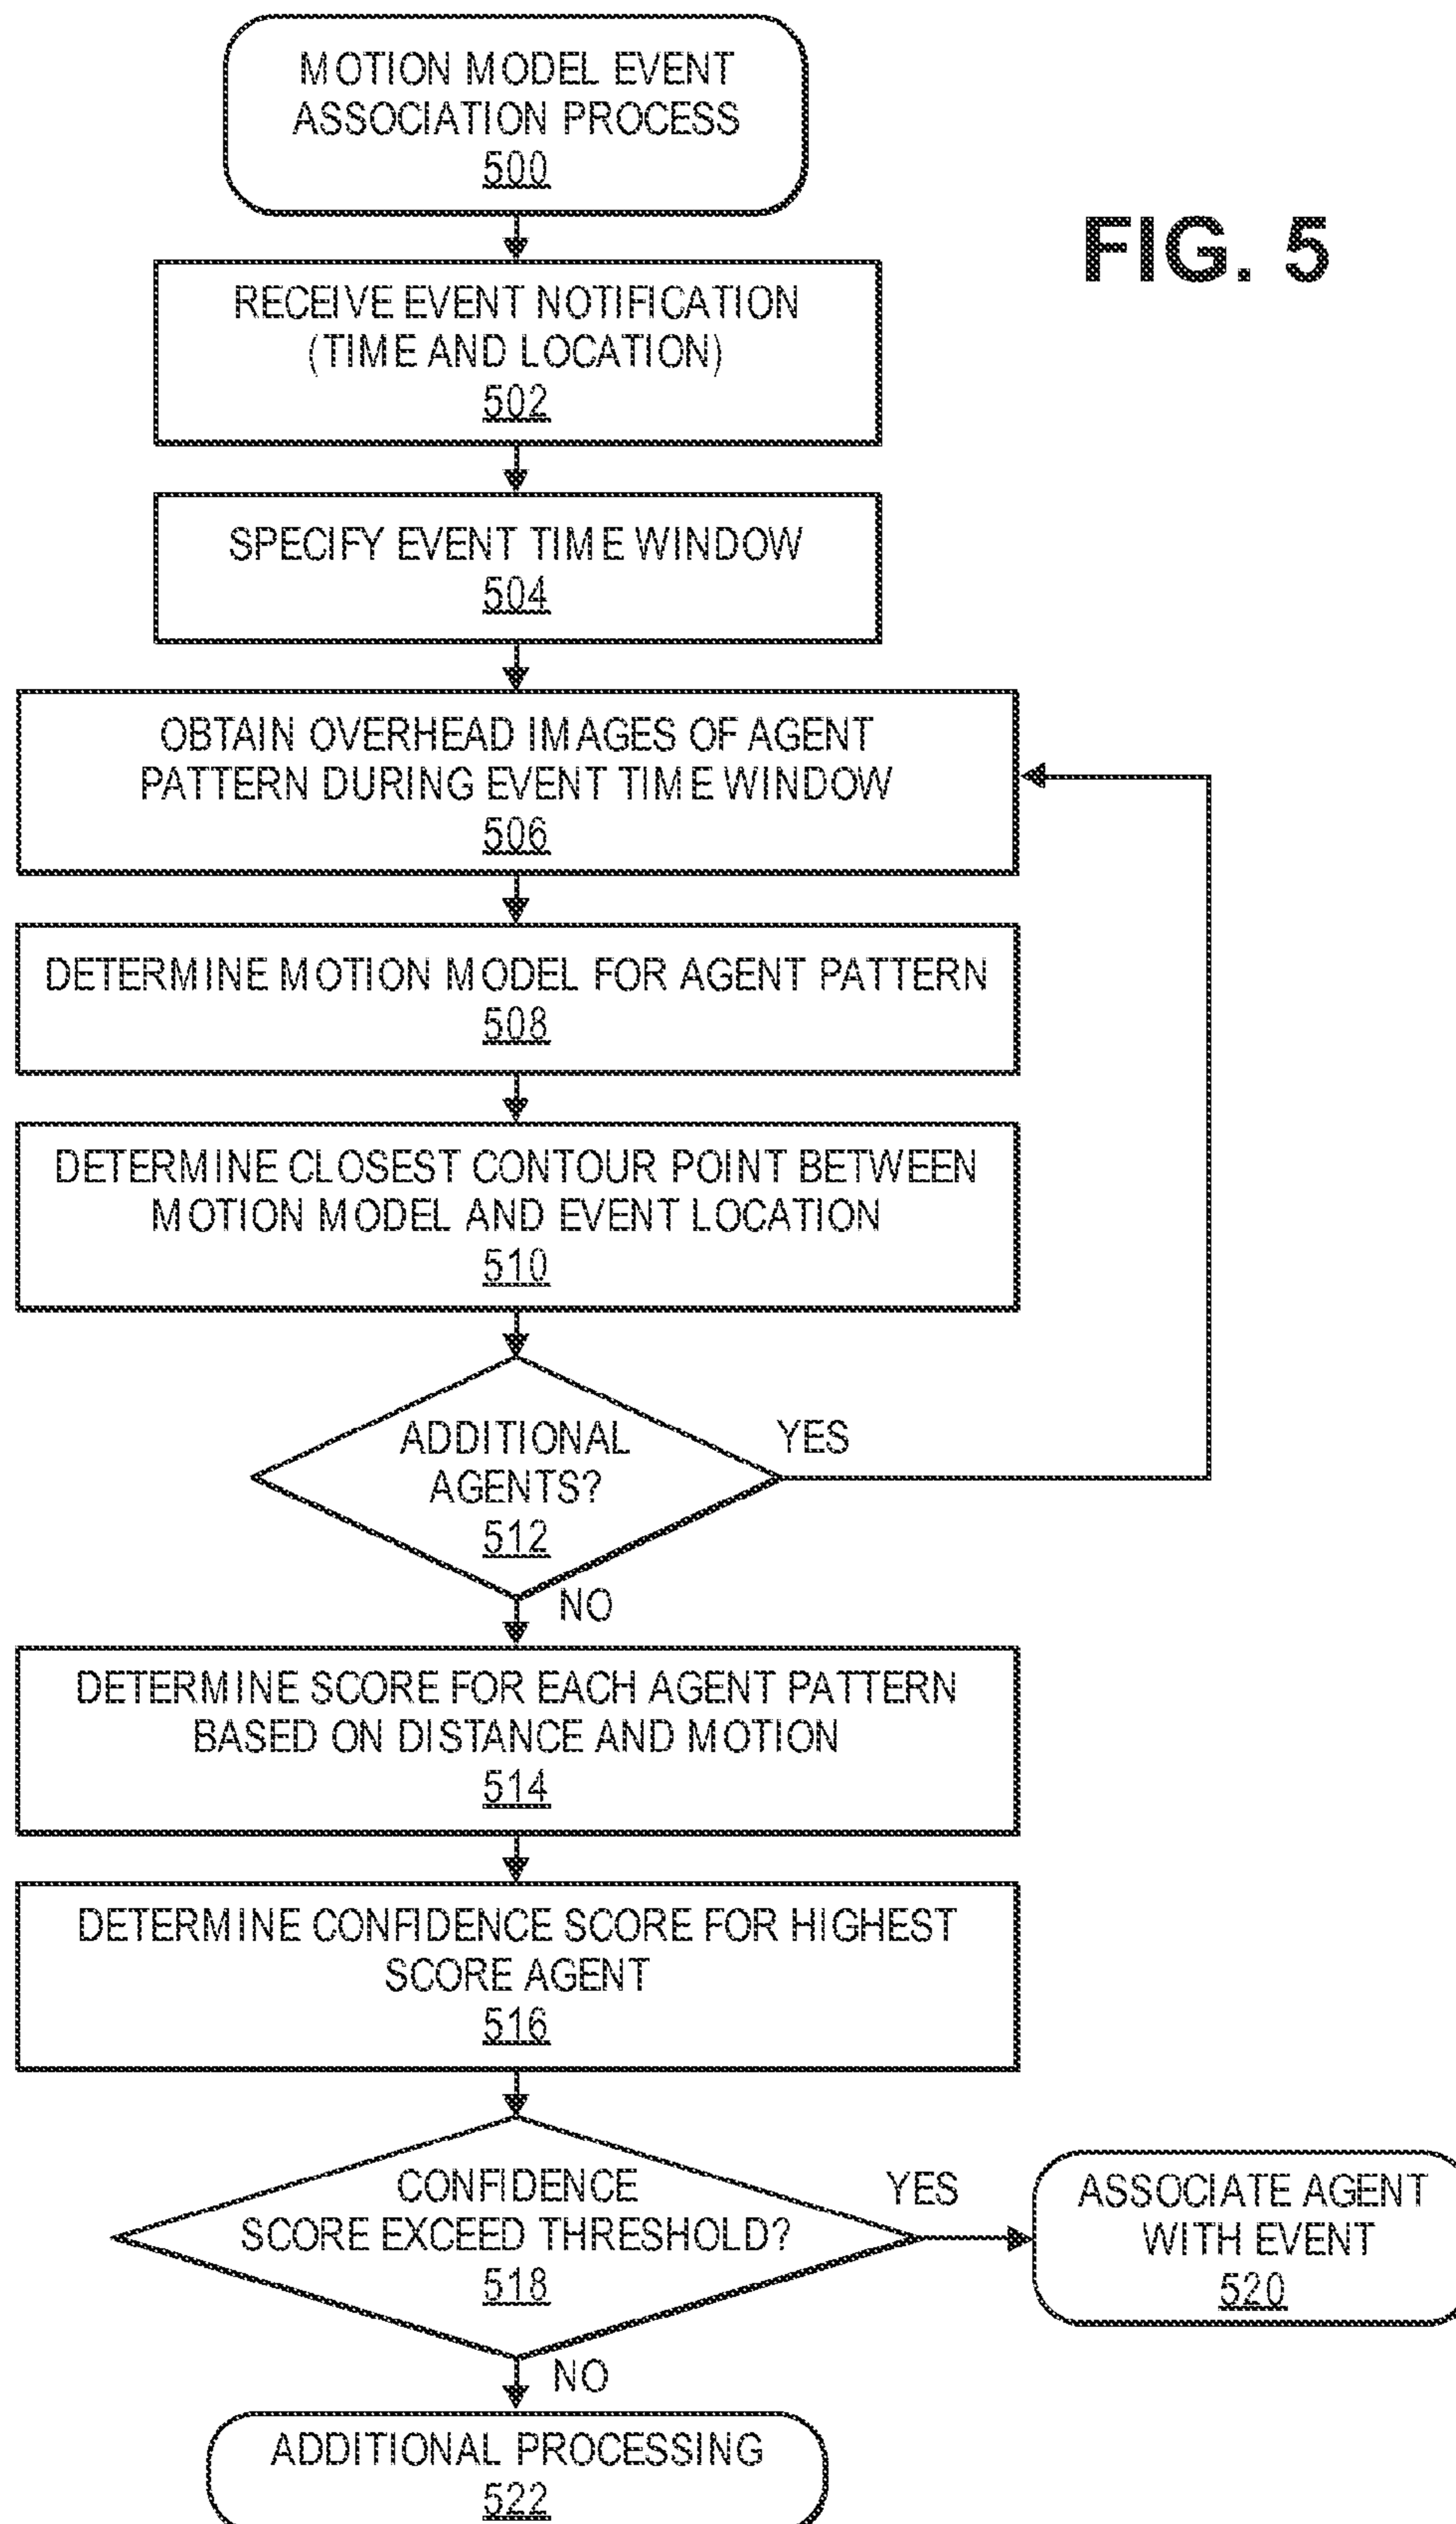 MOTION MODEL EVENT
ASSOCIATION PROCESS
500
FIG. 5
RECEIVE EVENT NOTIFICATION
(TIME AND LOCATION)
502
SPECIFY EVENT TIME WINDOW
504
OBTAIN OVERHEAD IMAGES OF AGENT
PATTERN DURING EVENT TIME WINDOW
506
DETERMINE MOTION MODEL FOR AGENT PATTERN
508
DETERMINE CLOSEST CONTOUR POINT BETWEEN
MOTION MODEL AND EVENT LOCATION
510
ADDITIONAL
AGENTS?
512
YES
NO
DETERMINE SCORE FOR EACH AGENT PATTERN
BASED ON DISTANCE AND MOTION
514
DETERMINE CONFIDENCE SCORE FOR HIGHEST
SCORE AGENT
516
CONFIDENCE
SCORE EXCEED THRESHOLD?
518
YES
ASSOCIATE AGENT
WITH EVENT
520
NO
ADDITIONAL PROCESSING
522